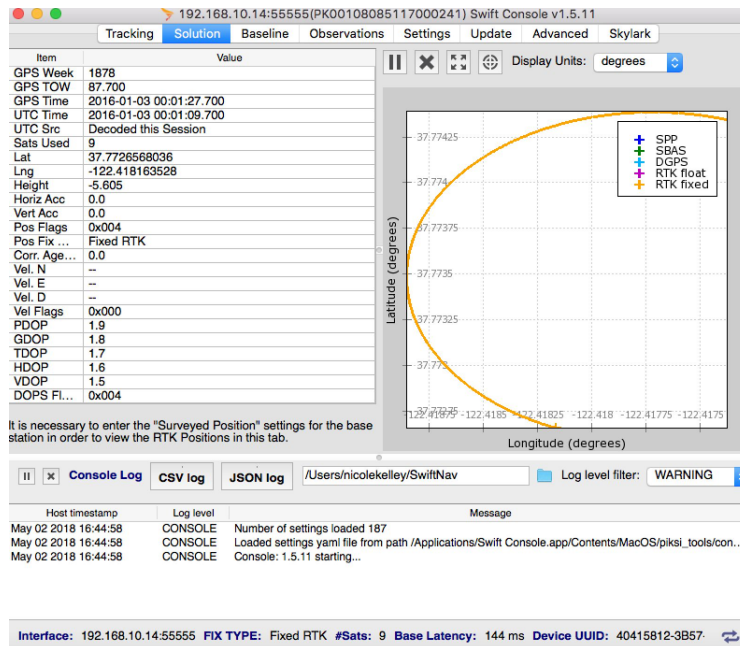 192.168.10.14:55555(PK00108085117000241) Swift Console v1.5.11
Tracking Solution Baseline Observations Settings Update Advanced Skylark
Item Value
GPS Week 1878
GPS TOW 87.700
GPS Time 2016-01-03 00:01:27.700
UTC Time 2016-01-03 00:01:09.700
UTC Src Decoded this Session
Sats Used 9
Lat 37.7726568036
Lng -122.418163528
Height -5.605
Horiz Acc 0.0
Vert Acc 0.0
Pos Flags 0x004
Pos Fix ... Fixed RTK
Corr. Age... 0.0
Vel. N --
Vel. E --
Vel. D --
Vel Flags 0x000
PDOP 1.9
GDOP 1.8
TDOP 1.7
HDOP 1.6
VDOP 1.5
DOPS Fl... 0x004
It is necessary to enter the "Surveyed Position" settings for the base
station in order to view the RTK Positions in this tab.
Display Units: degrees
SPP
SBAS
DGPS
RTK float
RTK fixed
Latitude (degrees)
37.77425
37.774
37.77375
37.7735
37.77325
37.773
37.77275
-122.41875 -122.4185 -122.41825 -122.418 -122.41775 -122.4175
Longitude (degrees)
Console Log CSV log JSON log /Users/nicolekelley/SwiftNav Log level filter: WARNING
Host timestamp Log level Message
May 02 2018 16:44:58 CONSOLE Number of settings loaded 187
May 02 2018 16:44:58 CONSOLE Loaded settings yaml file from path /Applications/Swift Console.app/Contents/MacOS/piksi_tools/con...
May 02 2018 16:44:58 CONSOLE Console: 1.5.11 starting...
Interface: 192.168.10.14:55555 FIX TYPE: Fixed RTK #Sats: 9 Base Latency: 144 ms Device UUID: 40415812-3B57-